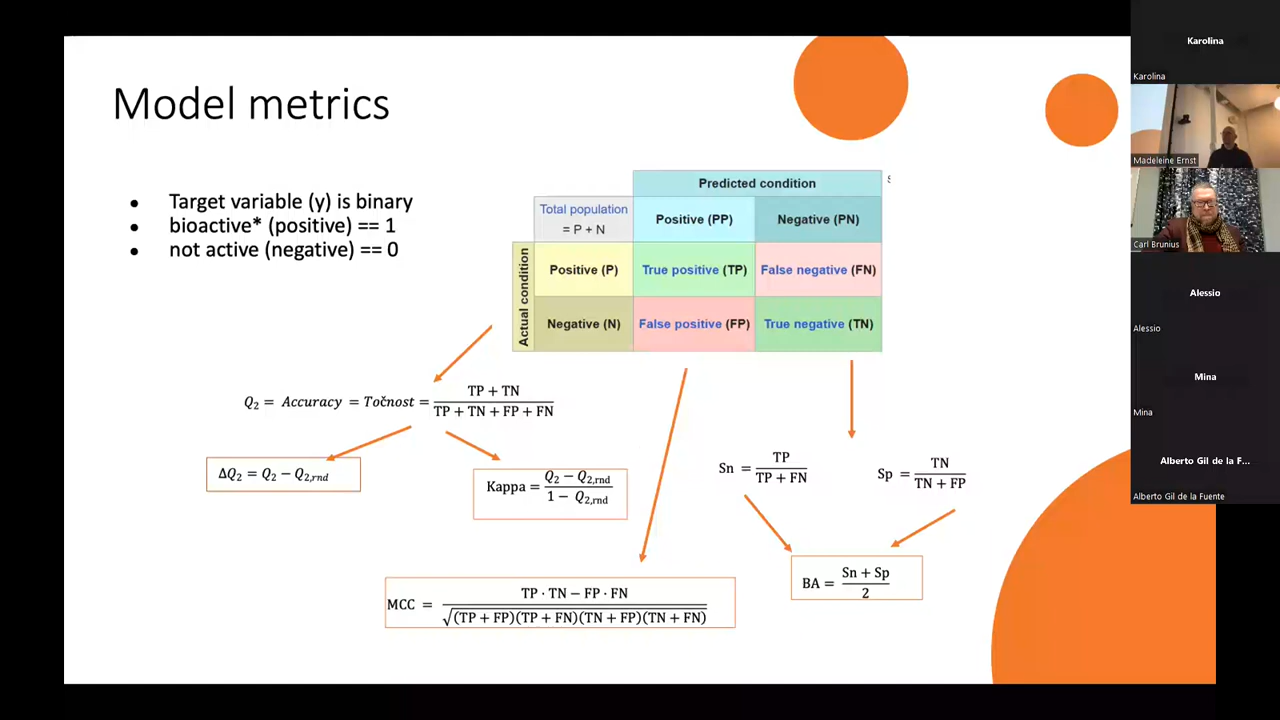 Model metrics
• Target variable (y) is binary
• bioactive* (positive) == 1
• not active (negative) == 0
Predicted condition
Total population
= P + N
Positive (PP)
Negative (PN)
Actual condition
Positive (P)
True positive (TP)
False negative (FN)
Negative (N)
False positive (FP)
True negative (TN)
Q₂ = Accuracy = Točnost = (TP + TN) / (TP + TN + FP + FN)
ΔQ₂ = Q₂ − Q₂,rnd
Kappa = (Q₂ − Q₂,rnd) / (1 − Q₂,rnd)
Sn = TP / (TP + FN)
Sp = TN / (TN + FP)
MCC = (TP · TN − FP · FN) / √(TP + FP)(TP + FN)(TN + FP)(TN + FN)
BA = (Sn + Sp) / 2
Karolina
Karolina
Madeleine Ernst
Carl Brunius
Alessio
Alessio
Mina
Mina
Alberto Gil de la F...
Alberto Gil de la Fuente